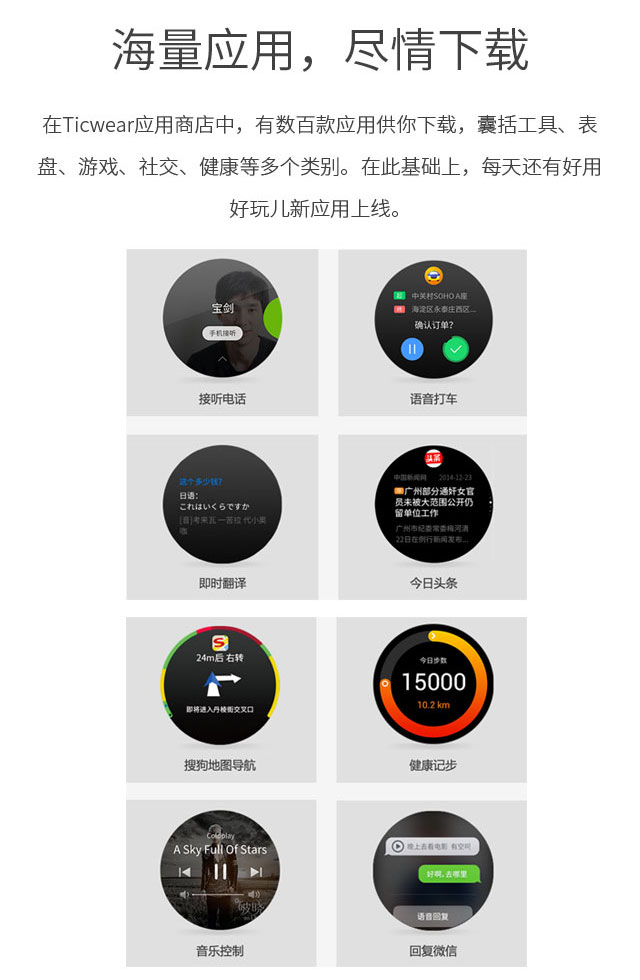 海量应用，尽情下载
在Ticwear应用商店中，有数百款应用供你下载，囊括工具、表
盘、游戏、社交、健康等多个类别。在此基础上，每天还有好用
好玩儿新应用上线。
宝剑
手机接听
接听电话
起 中关村SOHO A座
终 海淀区永泰庄西区...
确认订单?
语音打车
这个多少钱?
日语：
これはいくらですか
[音]考来瓦 一苦拉 代小奥
咖
即时翻译
头条
中国新闻网 2014-12-23
广州部分通奸女官
员未被大范围公开仍
留单位工作
广州市纪委常委梅河清
22日在例行新闻发布...
今日头条
S
24m后 右转
即将进入丹棱街交叉口
搜狗地图导航
今日步数
15000
10.2 km
健康记步
Coldplay
A Sky Full Of Stars
音乐控制
晚上去看电影 有空吗
好啊，去哪里
语音回复
回复微信